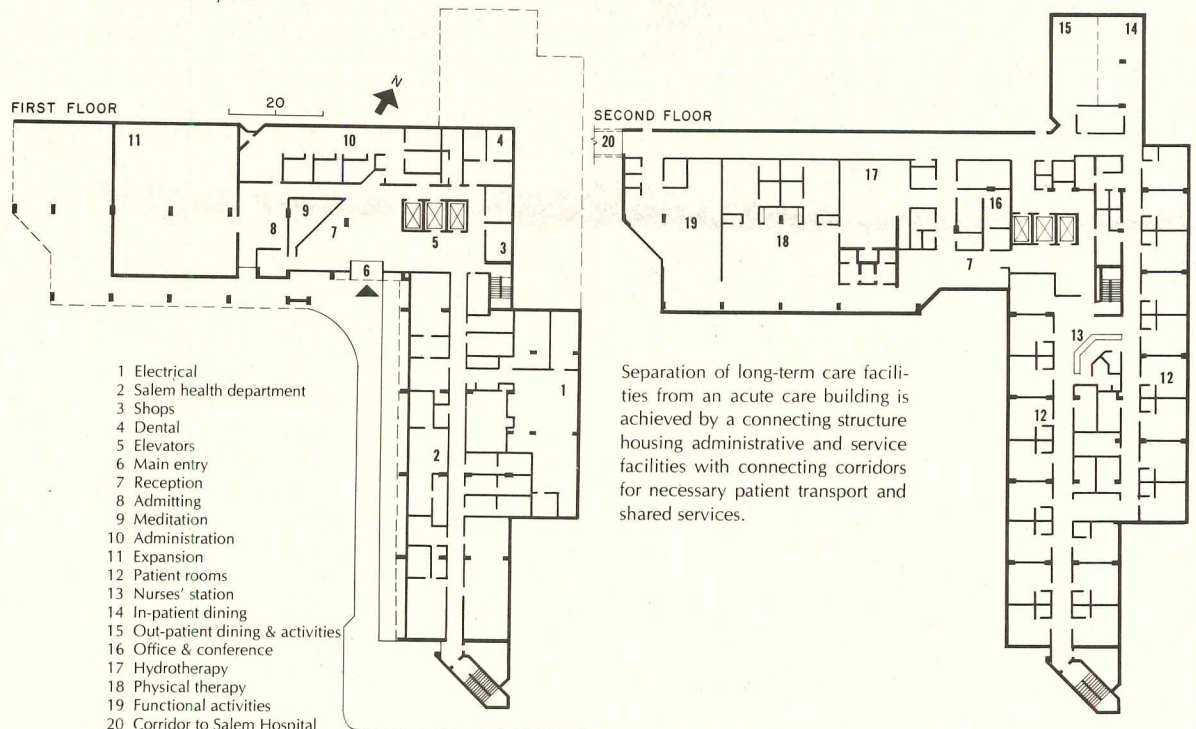 FIRST FLOOR
20
N
11
10
4
9
8
7
5
3
6
1
2
SECOND FLOOR
15
14
20
17
16
19
18
7
13
12
12
1 Electrical
2 Salem health department
3 Shops
4 Dental
5 Elevators
6 Main entry
7 Reception
8 Admitting
9 Meditation
10 Administration
11 Expansion
12 Patient rooms
13 Nurses' station
14 In-patient dining
15 Out-patient dining & activities
16 Office & conference
17 Hydrotherapy
18 Physical therapy
19 Functional activities
20 Corridor to Salem Hospital
Separation of long-term care facili-
ties from an acute care building is
achieved by a connecting structure
housing administrative and service
facilities with connecting corridors
for necessary patient transport and
shared services.